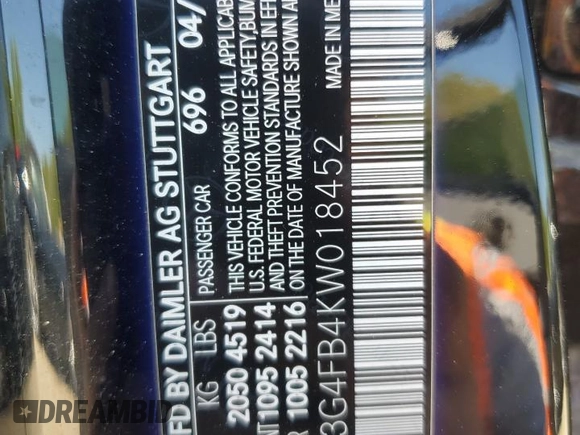 FD BY DAIMLER AG STUTTGART
696 04/
KG LBS PASSENGER CAR
2050 4519 THIS VEHICLE CONFORMS TO ALL APPLICABL
U.S. FEDERAL MOTOR VEHICLE SAFETY, BUM
NT 1095 2414 AND THEFT PREVENTION STANDARDS IN EFF
R 1005 2216 ON THE DATE OF MANUFACTURE SHOWN A
3G4FB4KW018452 MADE IN ME
DREAMBID